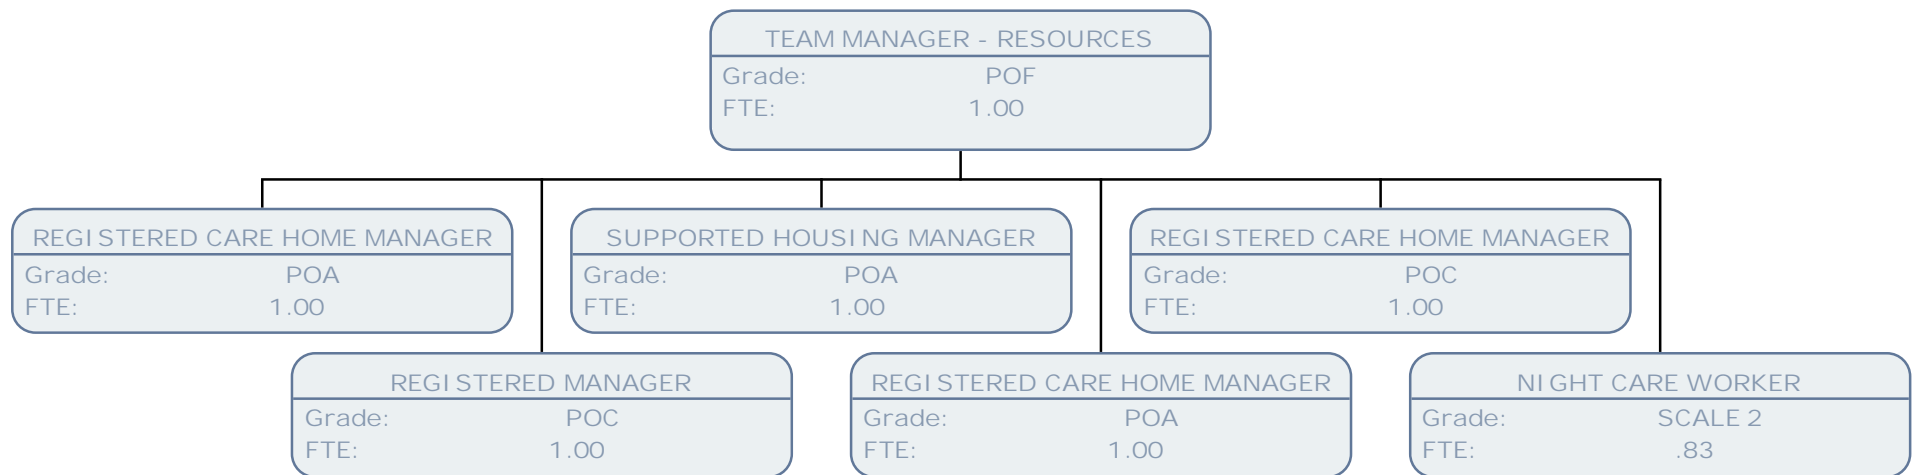 TEAM MANAGER - RESOURCES
Grade: POF
FTE: 1.00
REGISTERED CARE HOME MANAGER
Grade: POA
FTE: 1.00
SUPPORTED HOUSING MANAGER
Grade: POA
FTE: 1.00
REGISTERED CARE HOME MANAGER
Grade: POC
FTE: 1.00
REGISTERED MANAGER
Grade: POC
FTE: 1.00
REGISTERED CARE HOME MANAGER
Grade: POA
FTE: 1.00
NIGHT CARE WORKER
Grade: SCALE 2
FTE: .83